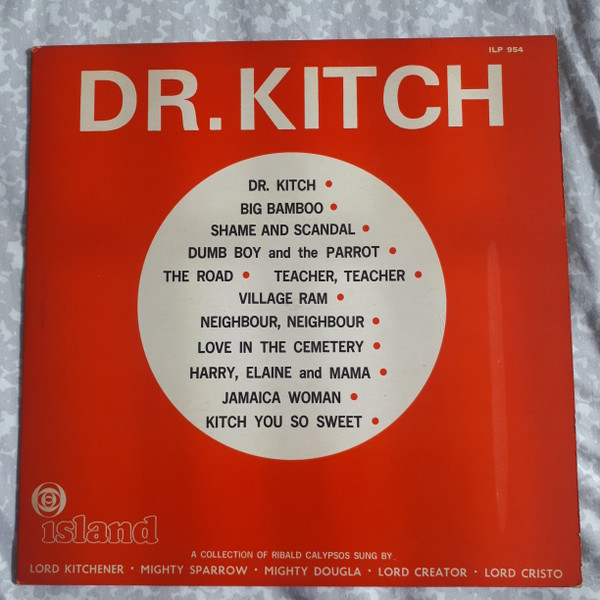 ILP 954
DR. KITCH
DR. KITCH •
BIG BAMBOO •
SHAME AND SCANDAL •
DUMB BOY and the PARROT •
THE ROAD • TEACHER, TEACHER •
VILLAGE RAM •
NEIGHBOUR, NEIGHBOUR •
LOVE IN THE CEMETERY •
HARRY, ELAINE and MAMA •
JAMAICA WOMAN •
KITCH YOU SO SWEET •
island
A COLLECTION OF RIBALD CALYPSOS SUNG BY
LORD KITCHENER • MIGHTY SPARROW • MIGHTY DOUGLA • LORD CREATOR • LORD CRISTO